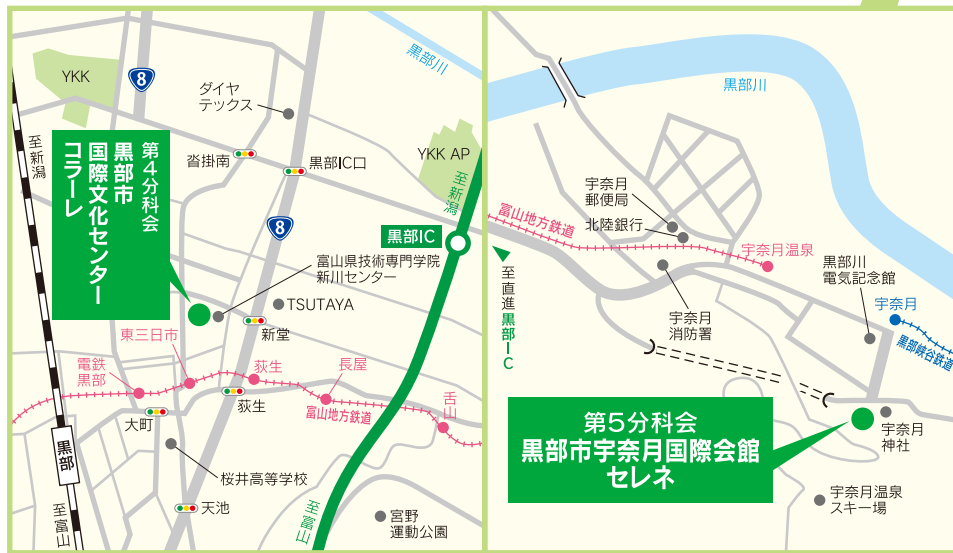 YKK
8
ダイヤ
テックス
黒部川
至新潟
沓掛南
黒部IC口
YKK AP
至新潟
第4分科会
黒部市
国際文化センター
コラーレ
8
黒部IC
富山県技術専門学院
新川センター
TSUTAYA
新堂
東三日市
電鉄
黒部
荻生
長屋
舌山
大町
荻生
富山地方鉄道
黒部
桜井高等学校
天池
至富山
至富山
宮野
運動公園
黒部川
宇奈月
郵便局
北陸銀行
富山地方鉄道
宇奈月温泉
黒部川
電気記念館
宇奈月
黒部峡谷鉄道
至直進黒部IC
宇奈月
消防署
第5分科会
黒部市宇奈月国際会館
セレネ
宇奈月
神社
宇奈月温泉
スキー場